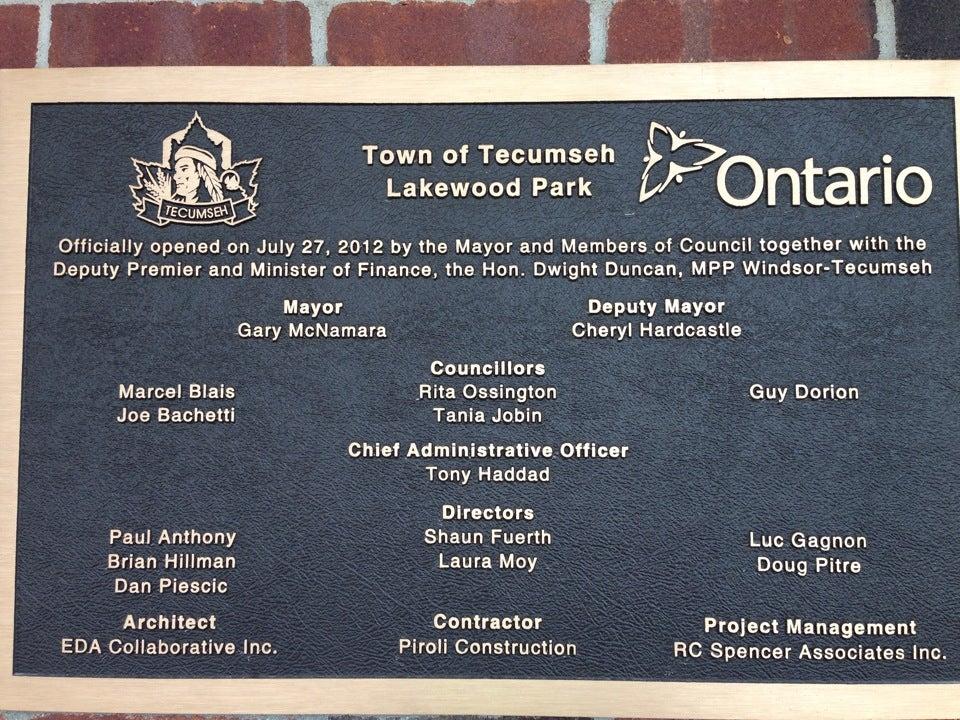 TECUMSEH
Town of Tecumseh
Lakewood Park
Ontario
Officially opened on July 27, 2012 by the Mayor and Members of Council together with the
Deputy Premier and Minister of Finance, the Hon. Dwight Duncan, MPP Windsor-Tecumseh
Mayor
Gary McNamara
Deputy Mayor
Cheryl Hardcastle
Councillors
Marcel Blais Rita Ossington Guy Dorion
Joe Bachetti Tania Jobin
Chief Administrative Officer
Tony Haddad
Directors
Paul Anthony Shaun Fuerth Luc Gagnon
Brian Hillman Laura Moy Doug Pitre
Dan Piescic
Architect
EDA Collaborative Inc.
Contractor
Piroli Construction
Project Management
RC Spencer Associates Inc.